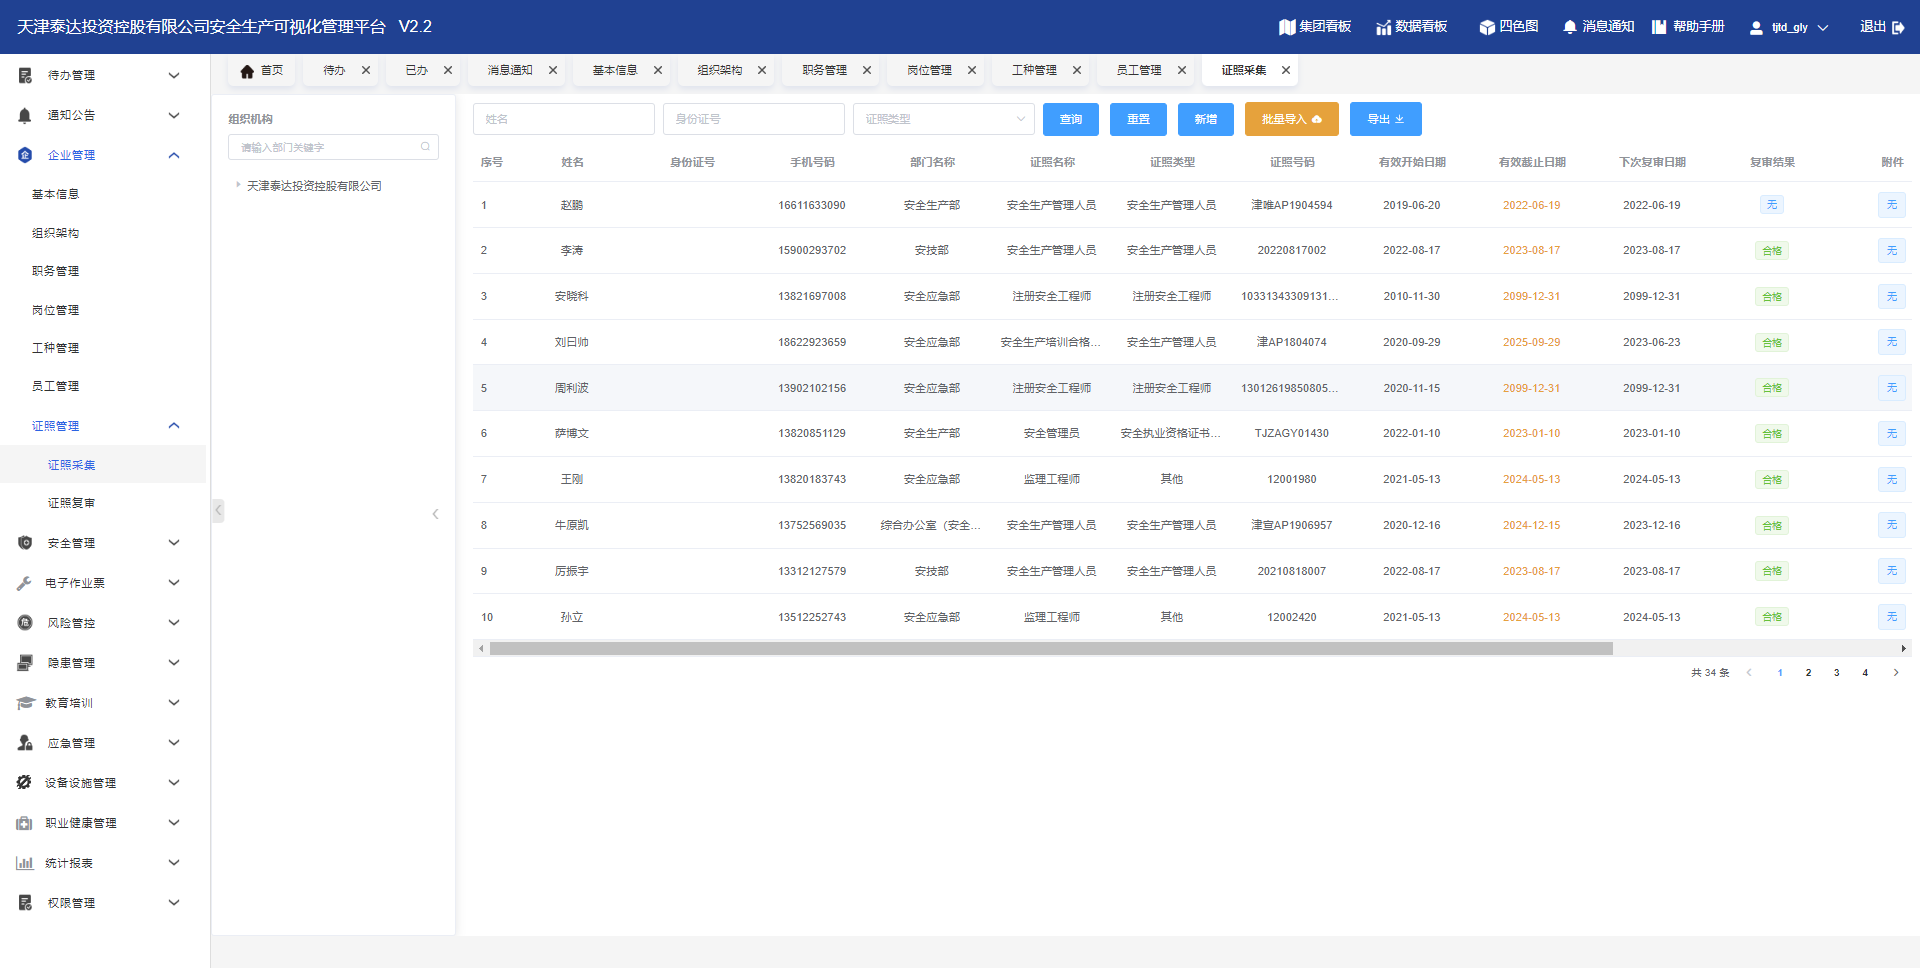 天津泰达投资控股有限公司安全生产可视化管理平台 V2.2
集团看板 数据看板 四色图 消息通知 帮助手册 tjtd_gly 退出
待办管理
通知公告
企业管理
基本信息
组织架构
职务管理
岗位管理
工种管理
员工管理
证照管理
证照采集
证照复审
安全管理
电子作业票
风险管控
隐患管理
教育培训
应急管理
设备设施管理
职业健康管理
统计报表
权限管理
首页 待办 已办 消息通知 基本信息 组织架构 职务管理 岗位管理 工种管理 员工管理 证照采集
组织机构
请输入部门关键字
天津泰达投资控股有限公司
姓名 身份证号 证照类型 查询 重置 新增 批量导入 导出
序号 姓名 身份证号 手机号码 部门名称 证照名称 证照类型 证照号码 有效开始日期 有效截止日期 下次复审日期 复审结果 附件
1 赵鹏 16611633090 安全生产部 安全生产管理人员 安全生产管理人员 津唯AP1904594 2019-06-20 2022-06-19 2022-06-19 无 无
2 李涛 15900293702 安技部 安全生产管理人员 安全生产管理人员 20220817002 2022-08-17 2023-08-17 2023-08-17 合格 无
3 安晓科 13821697008 安全应急部 注册安全工程师 注册安全工程师 10331343309131... 2010-11-30 2099-12-31 2099-12-31 合格 无
4 刘日帅 18622923659 安全应急部 安全生产培训合格... 安全生产管理人员 津AP1804074 2020-09-29 2025-09-29 2023-06-23 合格 无
5 周利波 13902102156 安全应急部 注册安全工程师 注册安全工程师 13012619850805... 2020-11-15 2099-12-31 2099-12-31 合格 无
6 萨博文 13820851129 安全生产部 安全管理员 安全执业资格证书... TJZAGY01430 2022-01-10 2023-01-10 2023-01-10 合格 无
7 王刚 13820183743 安全应急部 监理工程师 其他 12001980 2021-05-13 2024-05-13 2024-05-13 合格 无
8 牛原凯 13752569035 综合办公室（安全... 安全生产管理人员 安全生产管理人员 津宣AP1906957 2020-12-16 2024-12-15 2023-12-16 合格 无
9 厉振宇 13312127579 安技部 安全生产管理人员 安全生产管理人员 20210818007 2022-08-17 2023-08-17 2023-08-17 合格 无
10 孙立 13512252743 安全应急部 监理工程师 其他 12002420 2021-05-13 2024-05-13 2024-05-13 合格 无
共 34 条 1 2 3 4